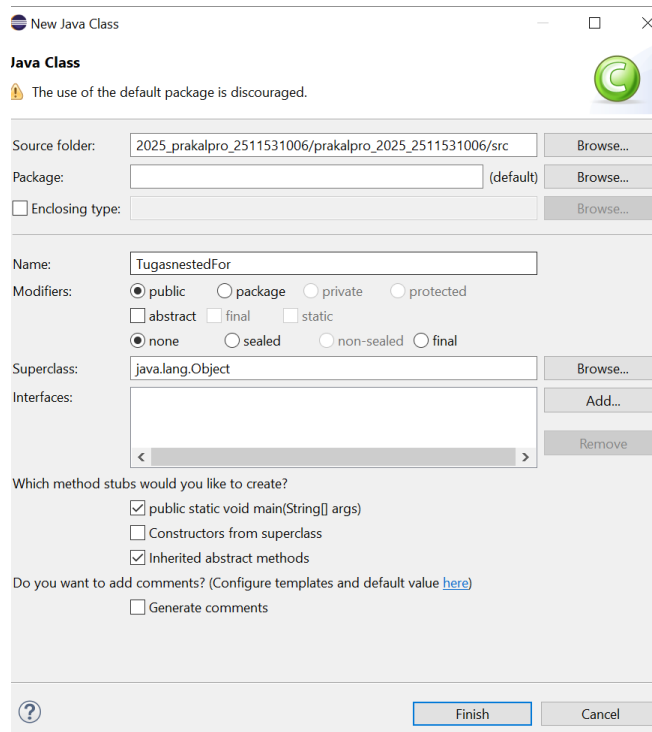 New Java Class
Java Class
The use of the default package is discouraged.
Source folder: 2025_prakalpro_2511531006/prakalpro_2025_2511531006/src Browse...
Package: (default) Browse...
Enclosing type: Browse...
Name: TugasnestedFor
Modifiers: public package private protected
abstract final static
none sealed non-sealed final
Superclass: java.lang.Object Browse...
Interfaces: Add...
Remove
Which method stubs would you like to create?
public static void main(String[] args)
Constructors from superclass
Inherited abstract methods
Do you want to add comments? (Configure templates and default value here)
Generate comments
Finish Cancel